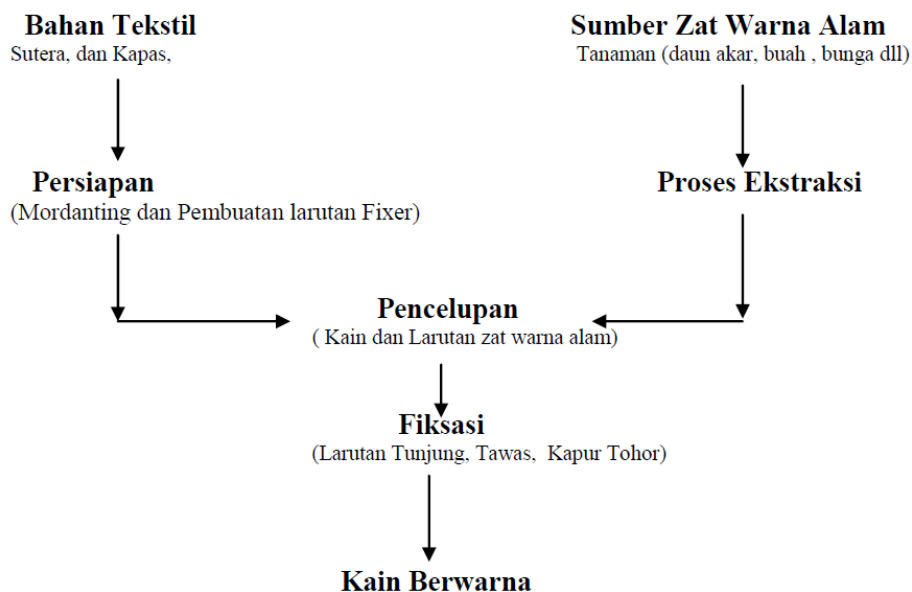 Bahan Tekstil
Sutera, dan Kapas,
Sumber Zat Warna Alam
Tanaman (daun akar, buah , bunga dll)
Persiapan
(Mordanting dan Pembuatan larutan Fixer)
Proses Ekstraksi
Pencelupan
( Kain dan Larutan zat warna alam)
Fiksasi
(Larutan Tunjung, Tawas,  Kapur Tohor)
Kain Berwarna